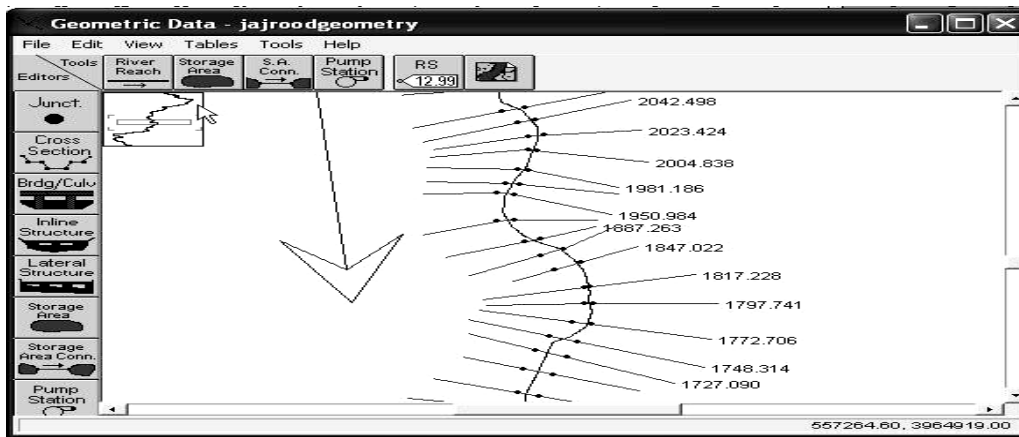 Geometric Data - jajroodgeometry
File Edit View Tables Tools Help
Tools
Editors
River Reach
Storage Area
S.A. Conn.
Pump Station
RS
12.99
Junct.
Cross Section
Brdg/Culv
Inline Structure
Lateral Structure
Storage Area
Storage Area Conn.
Pump Station
2042.498
2023.424
2004.838
1981.186
1950.984
1887.263
1847.022
1817.228
1797.741
1772.706
1748.314
1727.090
557264.60, 3964919.00